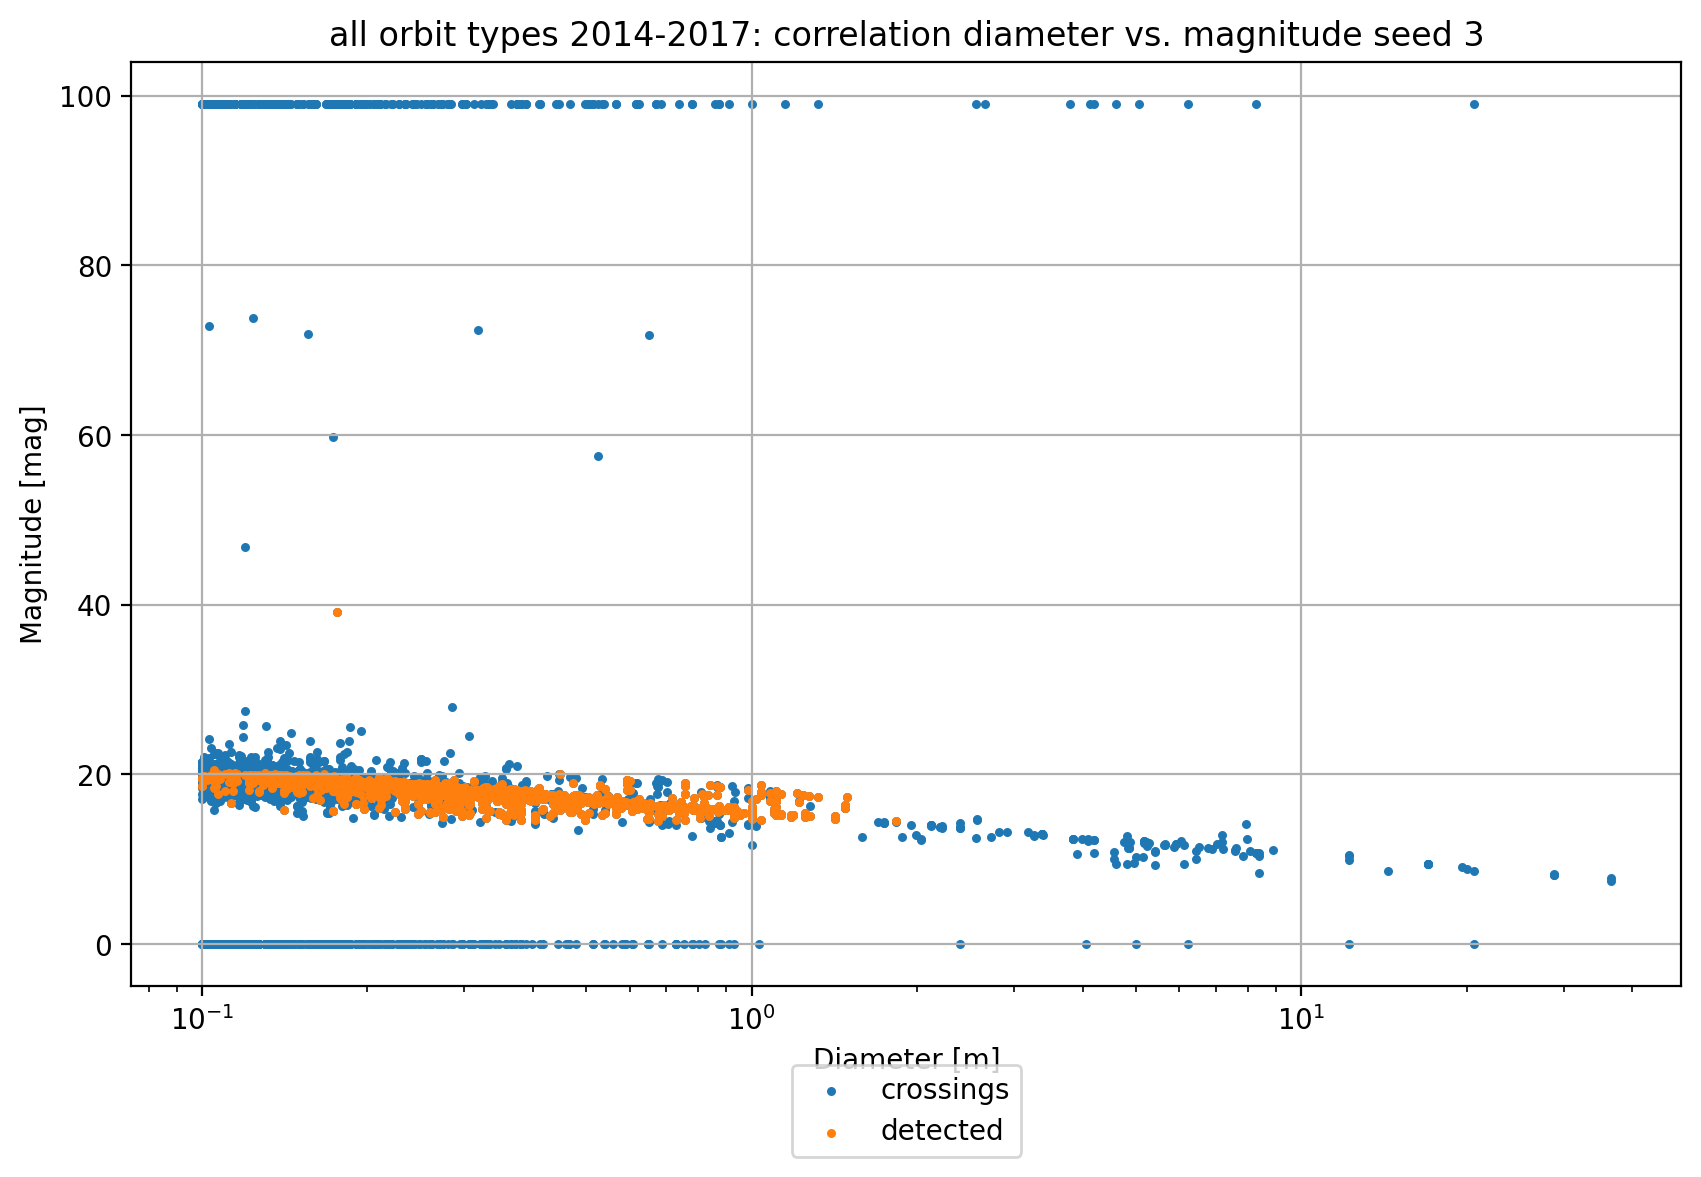 all orbit types 2014-2017: correlation diameter vs. magnitude seed 3
100
80
60
40
20
0
Magnitude [mag]
10⁻¹
10⁰
10¹
Diameter [m]
crossings
detected